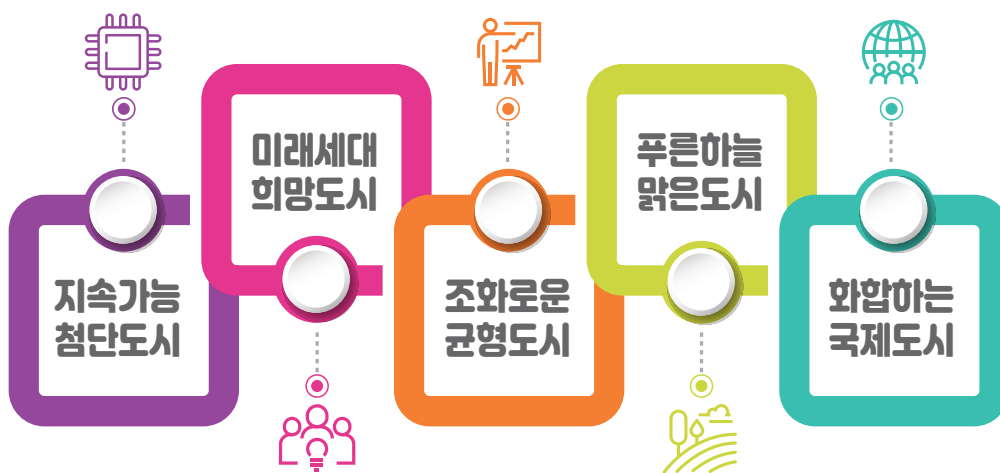 지속가능
첨단도시
미래세대
희망도시
조화로운
균형도시
푸른하늘
맑은도시
화합하는
국제도시